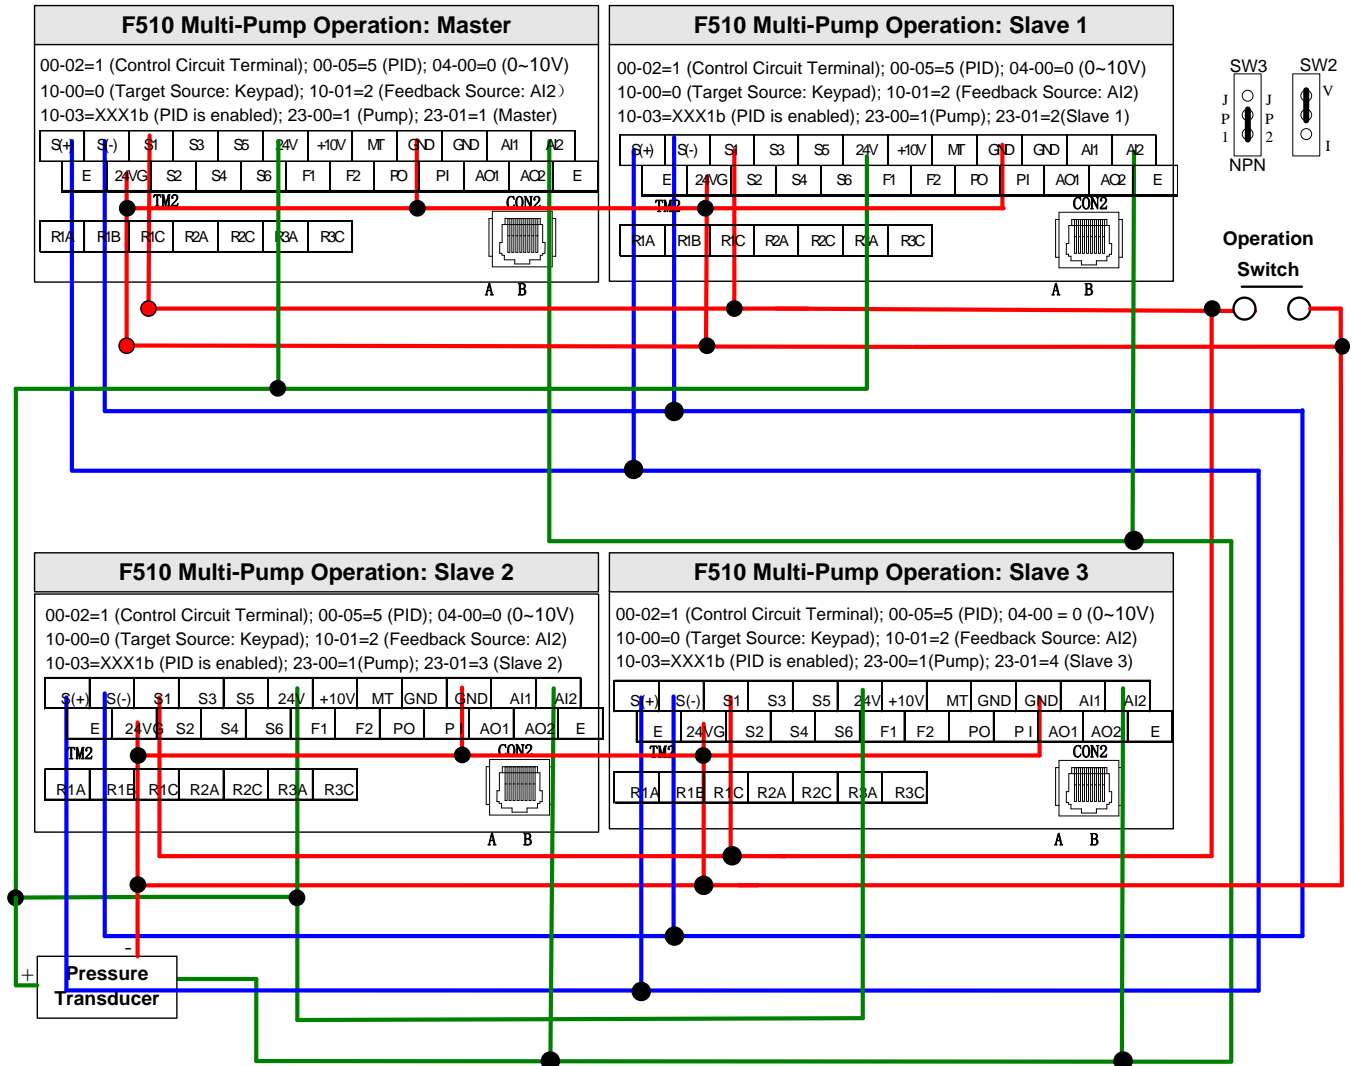 F510 Multi-Pump Operation: Master
00-02=1 (Control Circuit Terminal); 00-05=5 (PID); 04-00=0 (0~10V)
10-00=0 (Target Source: Keypad); 10-01=2 (Feedback Source: AI2）
10-03=XXX1b (PID is enabled); 23-00=1 (Pump); 23-01=1 (Master)
S(+) S(-) S1 S3 S5 24V +10V MT GND GND AI1 AI2
E 24VG S2 S4 S6 F1 F2 PO PI AO1 AO2 E
TM2 CON2
R1A R1B R1C R2A R2C R3A R3C
A B
F510 Multi-Pump Operation: Slave 1
00-02=1 (Control Circuit Terminal); 00-05=5 (PID); 04-00=0 (0~10V)
10-00=0 (Target Source: Keypad); 10-01=2 (Feedback Source: AI2)
10-03=XXX1b (PID is enabled); 23-00=1(Pump); 23-01=2(Slave 1)
S(+) S(-) S1 S3 S5 24V +10V MT GND GND AI1 AI2
E 24VG S2 S4 S6 F1 F2 PO PI AO1 AO2 E
TM2 CON2
R1A R1B R1C R2A R2C R3A R3C
A B
SW3 SW2
J J V
P P
1 2 I
NPN
Operation
Switch
F510 Multi-Pump Operation: Slave 2
00-02=1 (Control Circuit Terminal); 00-05=5 (PID); 04-00=0 (0~10V)
10-00=0 (Target Source: Keypad); 10-01=2 (Feedback Source: AI2)
10-03=XXX1b (PID is enabled); 23-00=1(Pump); 23-01=3 (Slave 2)
S(+) S(-) S1 S3 S5 24V +10V MT GND GND AI1 AI2
E 24VG S2 S4 S6 F1 F2 PO P I AO1 AO2 E
TM2 CON2
R1A R1B R1C R2A R2C R3A R3C
A B
F510 Multi-Pump Operation: Slave 3
00-02=1 (Control Circuit Terminal); 00-05=5 (PID); 04-00 = 0 (0~10V)
10-00=0 (Target Source: Keypad); 10-01=2 (Feedback Source: AI2)
10-03=XXX1b (PID is enabled); 23-00=1(Pump); 23-01=4 (Slave 3)
S(+) S(-) S1 S3 S5 24V +10V MT GND GND AI1 AI2
E 24VG S2 S4 S6 F1 F2 PO P I AO1 AO2 E
TM2 CON2
R1A R1B R1C R2A R2C R3A R3C
A B
-
+ Pressure
Transducer